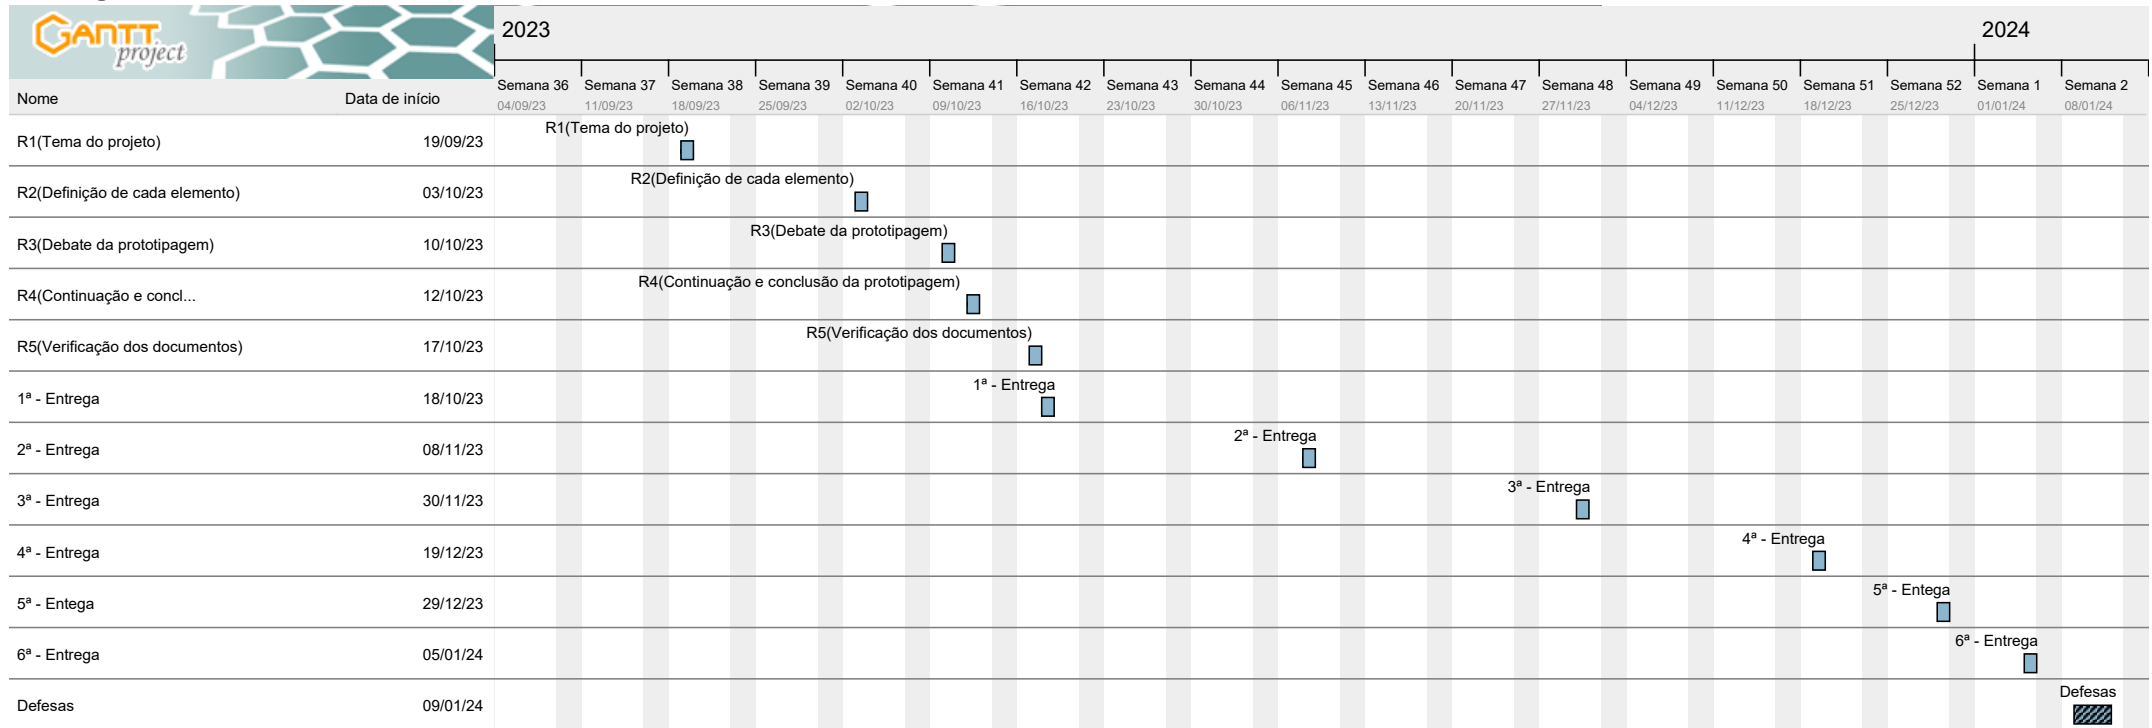 GANTT
project
2023
2024
Nome
Data de início
Semana 36
Semana 37
Semana 38
Semana 39
Semana 40
Semana 41
Semana 42
Semana 43
Semana 44
Semana 45
Semana 46
Semana 47
Semana 48
Semana 49
Semana 50
Semana 51
Semana 52
Semana 1
Semana 2
04/09/23
11/09/23
18/09/23
25/09/23
02/10/23
09/10/23
16/10/23
23/10/23
30/10/23
06/11/23
13/11/23
20/11/23
27/11/23
04/12/23
11/12/23
18/12/23
25/12/23
01/01/24
08/01/24
R1(Tema do projeto)
19/09/23
R1(Tema do projeto)
R2(Definição de cada elemento)
03/10/23
R2(Definição de cada elemento)
R3(Debate da prototipagem)
10/10/23
R3(Debate da prototipagem)
R4(Continuação e concl...
12/10/23
R4(Continuação e conclusão da prototipagem)
R5(Verificação dos documentos)
17/10/23
R5(Verificação dos documentos)
1ª - Entrega
18/10/23
1ª - Entrega
2ª - Entrega
08/11/23
2ª - Entrega
3ª - Entrega
30/11/23
3ª - Entrega
4ª - Entrega
19/12/23
4ª - Entrega
5ª - Entega
29/12/23
5ª - Entega
6ª - Entrega
05/01/24
6ª - Entrega
Defesas
09/01/24
Defesas